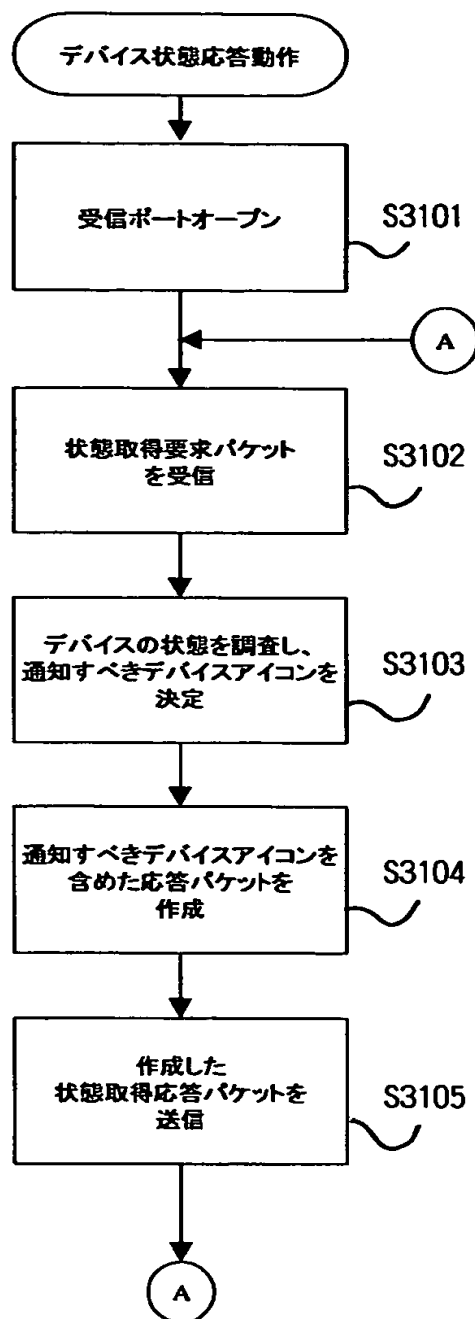 デバイス状態応答動作
受信ポートオープン
S3101
A
状態取得要求パケット
を受信
S3102
デバイスの状態を調査し、
通知すべきデバイスアイコンを
決定
S3103
通知すべきデバイスアイコンを
含めた応答パケットを
作成
S3104
作成した
状態取得応答パケットを
送信
S3105
A